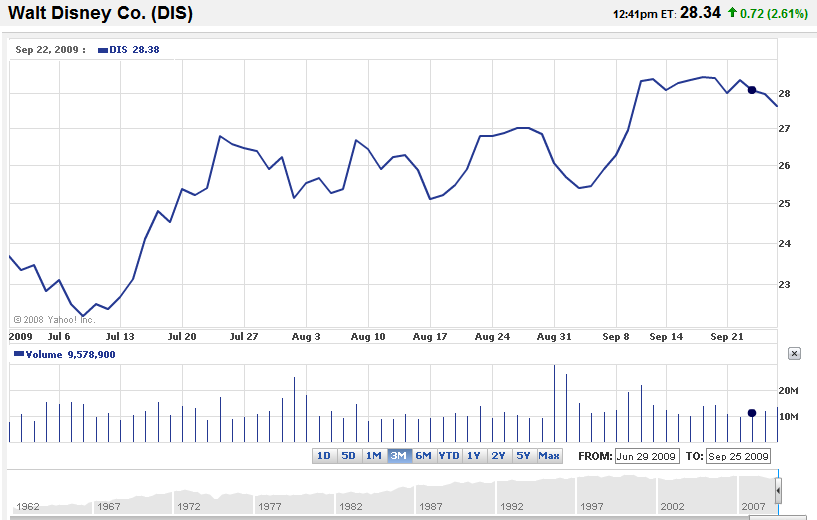 Walt Disney Co. (DIS)
12:41pm ET: 28.34 0.72 (2.61%)
Sep 22, 2009 : DIS 28.38
28
27
26
25
24
23
© 2008 Yahoo! Inc.
2009 Jul 6 Jul 13 Jul 20 Jul 27 Aug 3 Aug 10 Aug 17 Aug 24 Aug 31 Sep 8 Sep 14 Sep 21
Volume 9,578,900
20M
10M
1D 5D 1M 3M 6M YTD 1Y 2Y 5Y Max FROM: Jun 29 2009 TO: Sep 25 2009
1962 1967 1972 1977 1982 1987 1992 1997 2002 2007